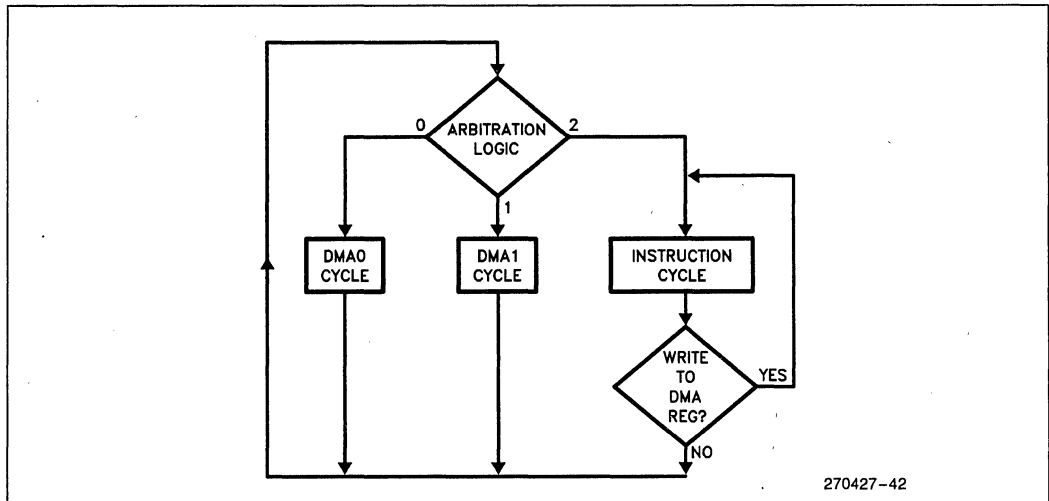 0
ARBITRATION
LOGIC
2
1
DMA0
CYCLE
DMA1
CYCLE
INSTRUCTION
CYCLE
WRITE
TO
DMA
REG?
YES
NO
270427-42